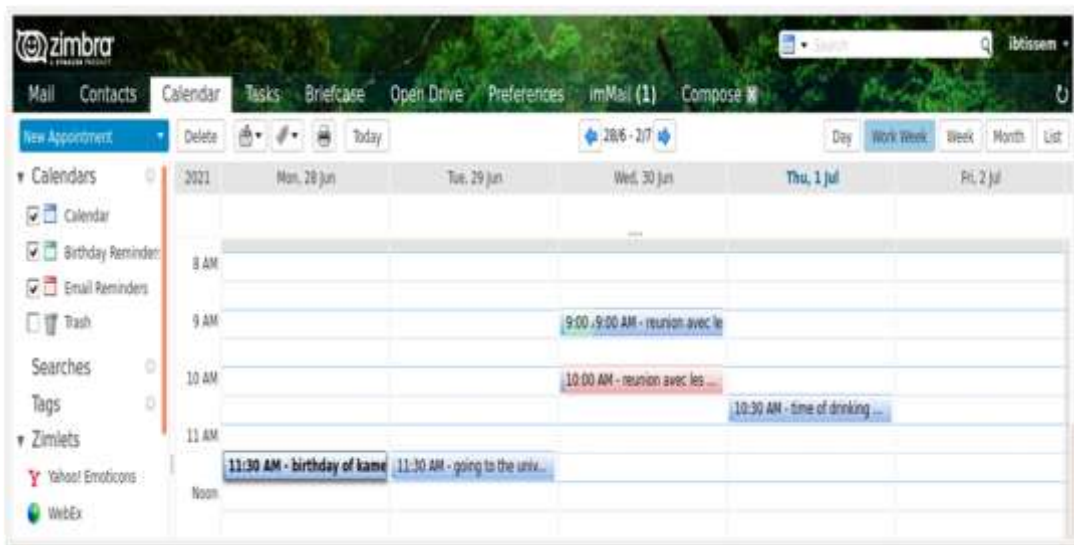 zimbra
A SYNACOR PRODUCT
Search
ibtissem
Mail Contacts Calendar Tasks Briefcase Open Drive Preferences imMail (1) Compose
New Appointment Delete Today 28/6 - 2/7 Day Work Week Week Month List
Calendars
Calendar
Birthday Reminders
Email Reminders
Trash
Searches
Tags
Zimlets
Yahoo! Emoticons
WebEx
2021 Mon, 28 Jun Tue, 29 Jun Wed, 30 Jun Thu, 1 Jul Fri, 2 Jul
8 AM
9 AM
9:00 9:00 AM - reunion avec le
10 AM
10:00 AM - reunion avec les ...
10:30 AM - time of drinking ...
11 AM
11:30 AM - birthday of kame 11:30 AM - going to the univ...
Noon